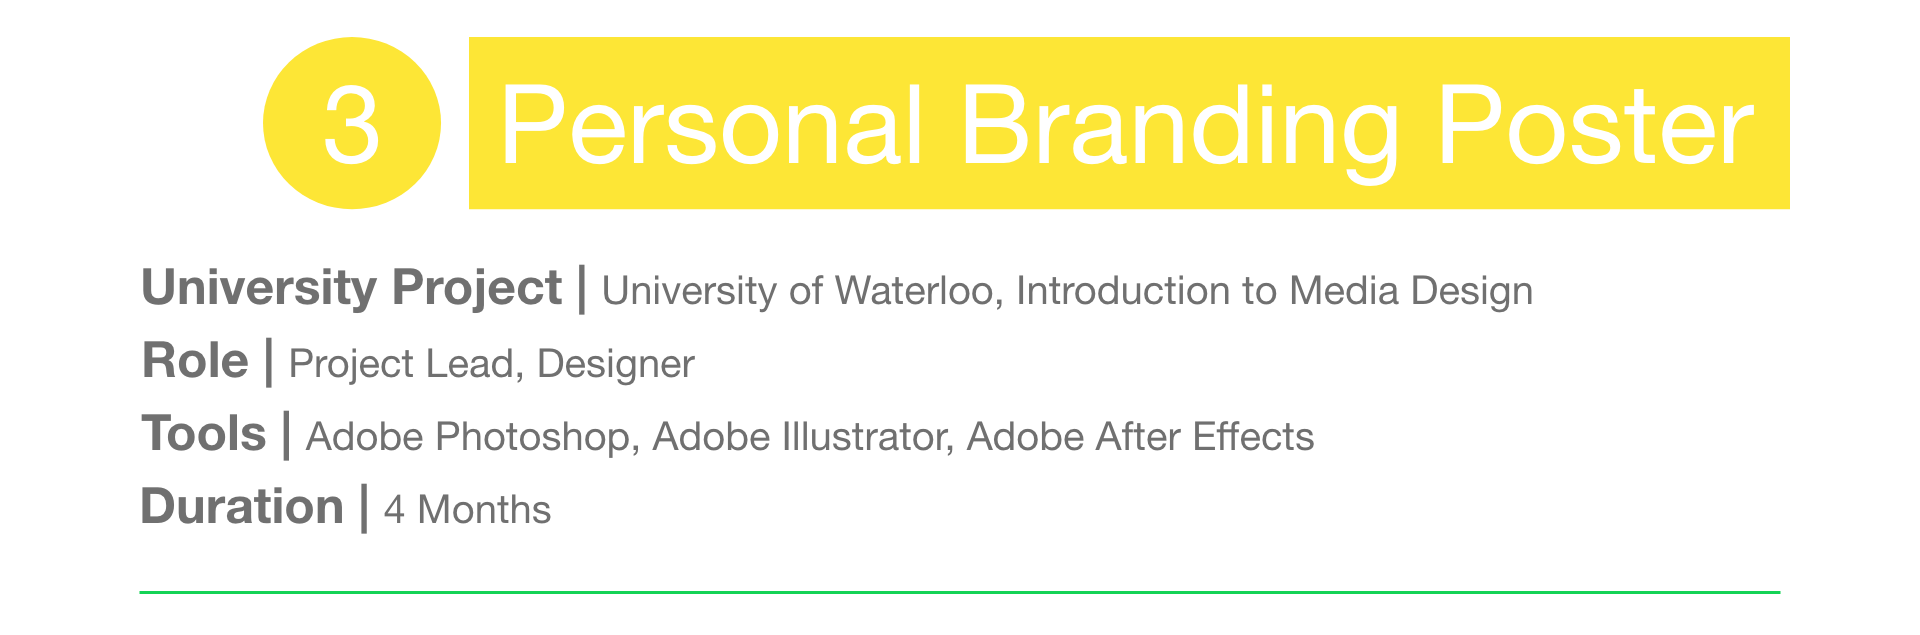 3 Personal Branding Poster
University Project | University of Waterloo, Introduction to Media Design
Role | Project Lead, Designer
Tools | Adobe Photoshop, Adobe Illustrator, Adobe After Effects
Duration | 4 Months